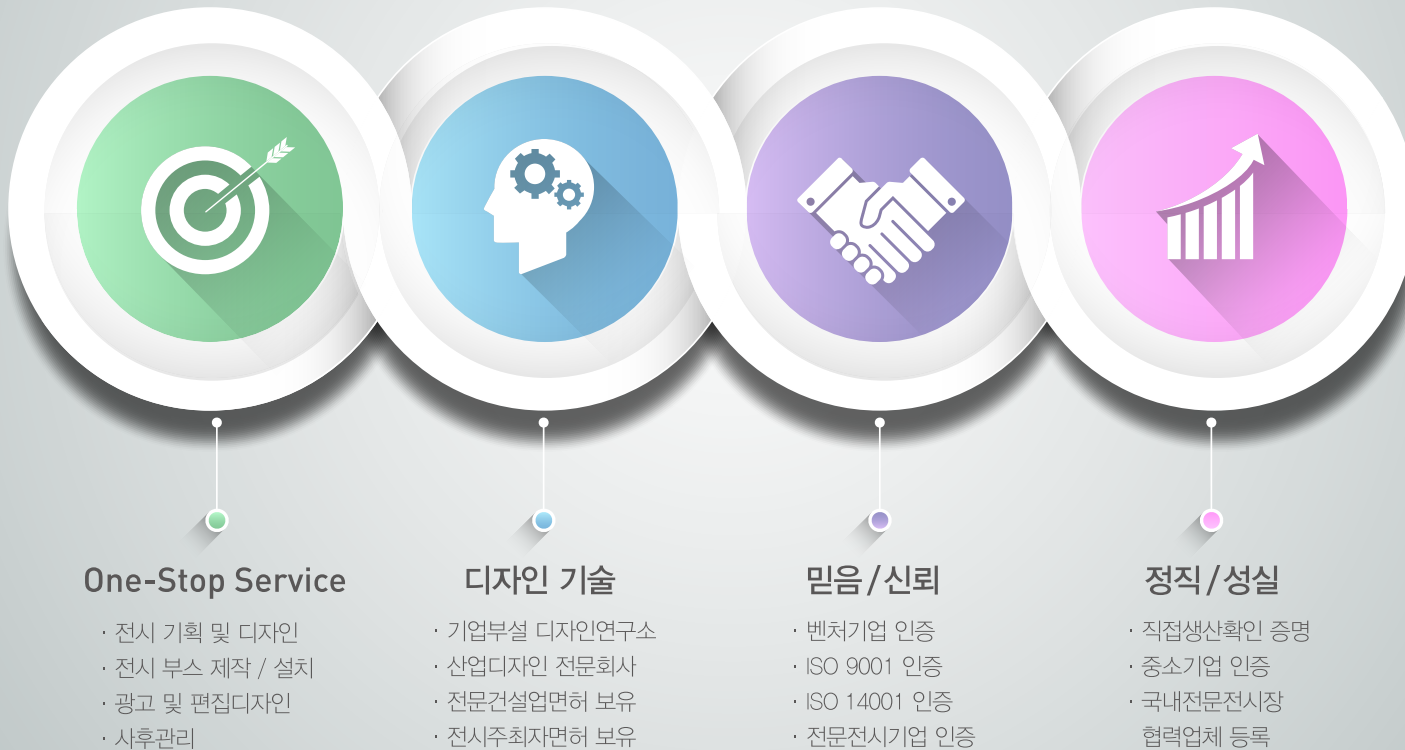 One-Stop Service
· 전시 기획 및 디자인
· 전시 부스 제작 / 설치
· 광고 및 편집디자인
· 사후관리
디자인 기술
· 기업부설 디자인연구소
· 산업디자인 전문회사
· 전문건설업면허 보유
· 전시주최자면허 보유
믿음/신뢰
· 벤처기업 인증
· ISO 9001 인증
· ISO 14001 인증
· 전문전시기업 인증
정직/성실
· 직접생산확인 증명
· 중소기업 인증
· 국내전문전시장
협력업체 등록